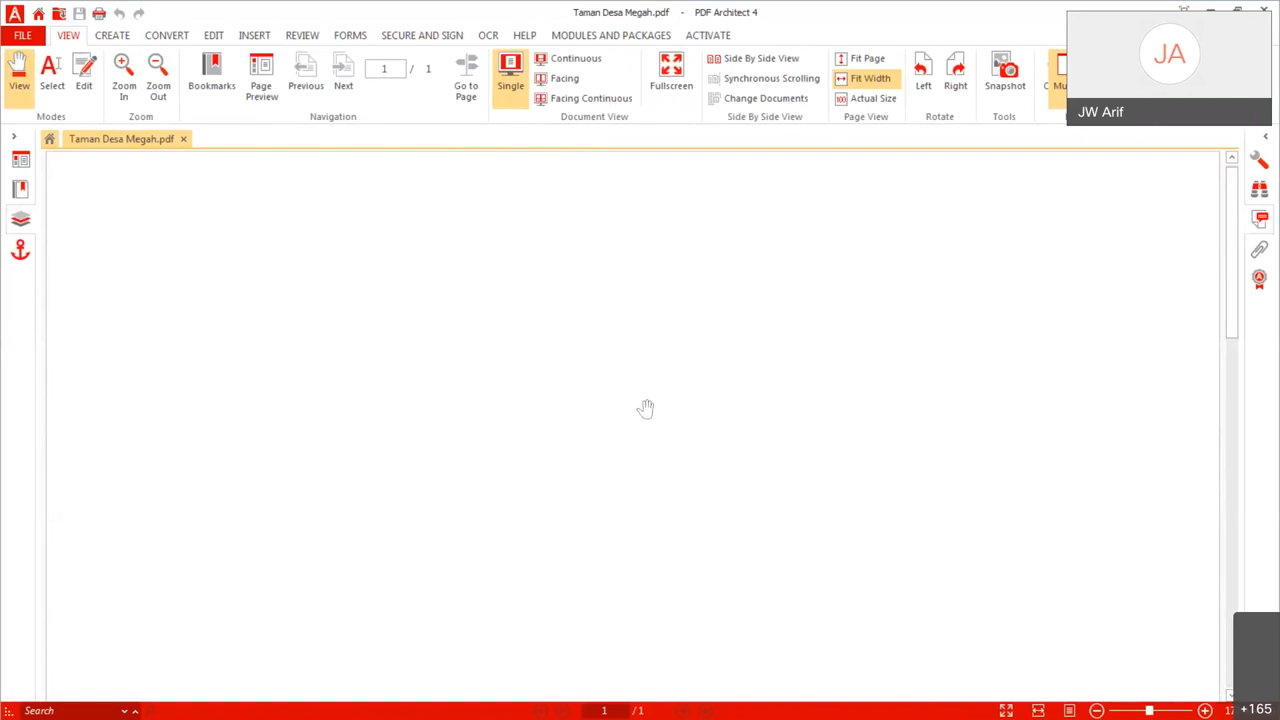 Taman Desa Megah.pdf - PDF Architect 4
FILE VIEW CREATE CONVERT EDIT INSERT REVIEW FORMS SECURE AND SIGN OCR HELP MODULES AND PACKAGES ACTIVATE
View Select Edit
Modes
Zoom In Zoom Out
Zoom
Bookmarks Page Preview Previous Next 1 / 1 Go to Page
Navigation
Single Continuous
Facing
Facing Continuous
Document View
Fullscreen
Side By Side View
Synchronous Scrolling
Change Documents
Side By Side View
Fit Page
Fit Width
Actual Size
Page View
Left Right
Rotate
Snapshot
Tools
JA
JW Arif
Taman Desa Megah.pdf
Search
1 / 1
+165